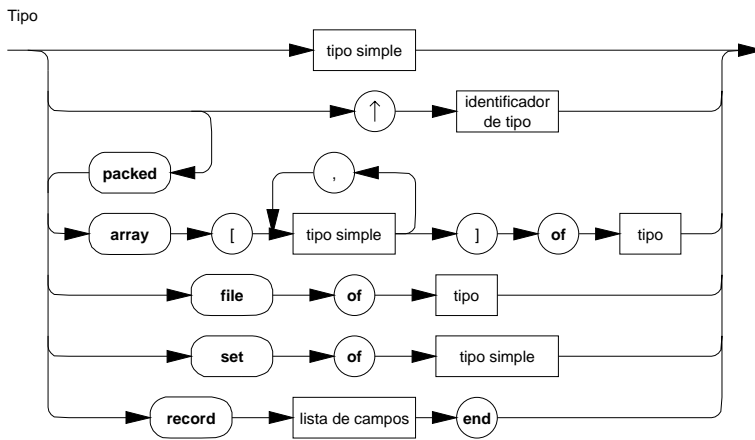 Tipo
tipo simple
↑ identificador
de tipo
packed
,
array [ tipo simple ] of tipo
file of tipo
set of tipo simple
record lista de campos end